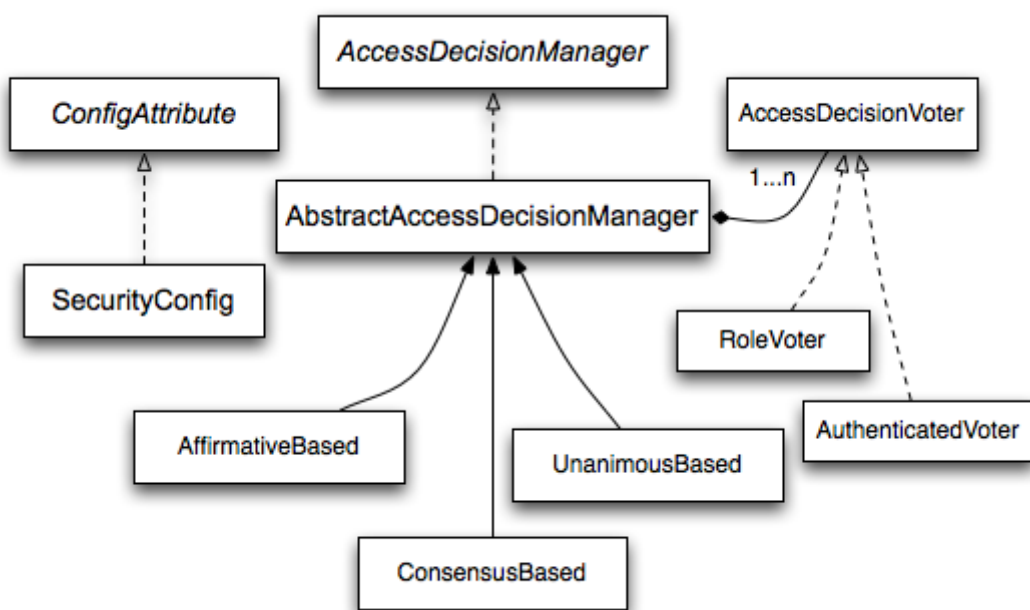 AccessDecisionManager
ConfigAttribute
AccessDecisionVoter
1...n
AbstractAccessDecisionManager
SecurityConfig
RoleVoter
AuthenticatedVoter
AffirmativeBased
UnanimousBased
ConsensusBased